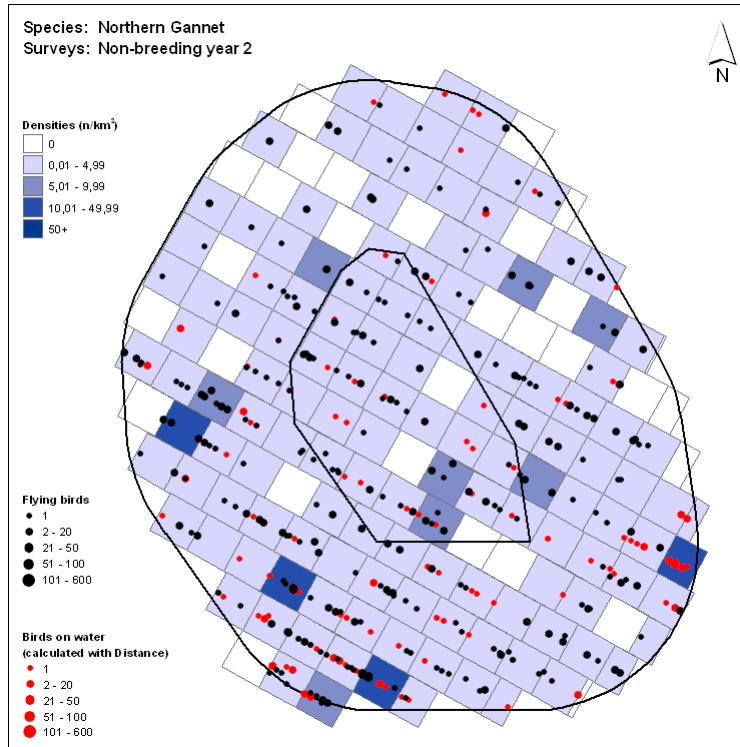 Species: Northern Gannet
Surveys: Non-breeding year 2
N
Densities (n/km²)
0
0,01 - 4,99
5,01 - 9,99
10,01 - 49,99
50+
Flying birds
1
2 - 20
21 - 50
51 - 100
101 - 600
Birds on water
(calculated with Distance)
1
2 - 20
21 - 50
51 - 100
101 - 600